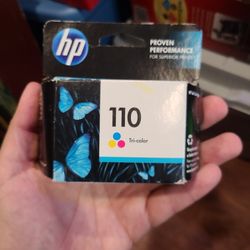 hp
PROVEN
PERFORMANCE
FOR SUPERIOR PRINTS
110
Tri-color